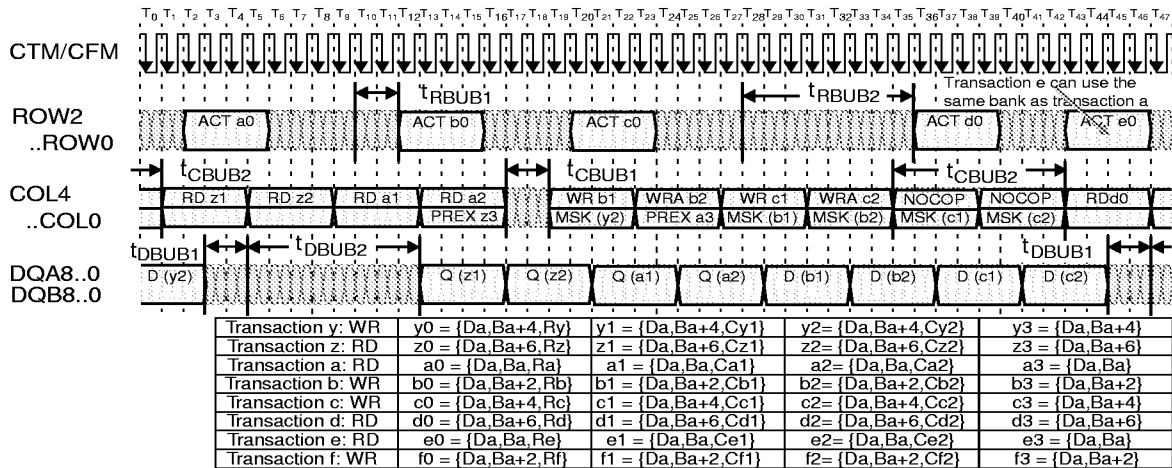 T0 T1 T2 T3 T4 T5 T6 T7 T8 T9 T10 T11 T12 T13 T14 T15 T16 T17 T18 T19 T20 T21 T22 T23 T24 T25 T26 T27 T28 T29 T30 T31 T32 T33 T34 T35 T36 T37 T38 T39 T40 T41 T42 T43 T44 T45 T46 T47
CTM/CFM
tRBUB1 tRBUB2 Transaction e can use the
same bank as transaction a
ROW2 ACT a0 ACT b0 ACT c0 ACT d0 ACT e0
..ROW0
tCBUB2 tCBUB1 tCBUB2
COL4 RD z1 RD z2 RD a1 RD a2 WR b1 WRA b2 WR c1 WRA c2 NOCOP NOCOP RDd0
..COL0 PREX z3 MSK (y2) PREX a3 MSK (b1) MSK (b2) MSK (c1) MSK (c2)
tDBUB1 tDBUB2 tDBUB1
DQA8..0 D (y2) Q (z1) Q (z2) Q (a1) Q (a2) D (b1) D (b2) D (c1) D (c2)
DQB8..0
Transaction y: WR y0 = {Da,Ba+4,Ry} y1 = {Da,Ba+4,Cy1} y2= {Da,Ba+4,Cy2} y3 = {Da,Ba+4}
Transaction z: RD z0 = {Da,Ba+6,Rz} z1 = {Da,Ba+6,Cz1} z2= {Da,Ba+6,Cz2} z3 = {Da,Ba+6}
Transaction a: RD a0 = {Da,Ba,Ra} a1 = {Da,Ba,Ca1} a2= {Da,Ba,Ca2} a3 = {Da,Ba}
Transaction b: WR b0 = {Da,Ba+2,Rb} b1 = {Da,Ba+2,Cb1} b2= {Da,Ba+2,Cb2} b3 = {Da,Ba+2}
Transaction c: WR c0 = {Da,Ba+4,Rc} c1 = {Da,Ba+4,Cc1} c2= {Da,Ba+4,Cc2} c3 = {Da,Ba+4}
Transaction d: RD d0 = {Da,Ba+6,Rd} d1 = {Da,Ba+6,Cd1} d2= {Da,Ba+6,Cd2} d3 = {Da,Ba+6}
Transaction e: RD e0 = {Da,Ba,Re} e1 = {Da,Ba,Ce1} e2= {Da,Ba,Ce2} e3 = {Da,Ba}
Transaction f: WR f0 = {Da,Ba+2,Rf} f1 = {Da,Ba+2,Cf1} f2= {Da,Ba+2,Cf2} f3 = {Da,Ba+2}